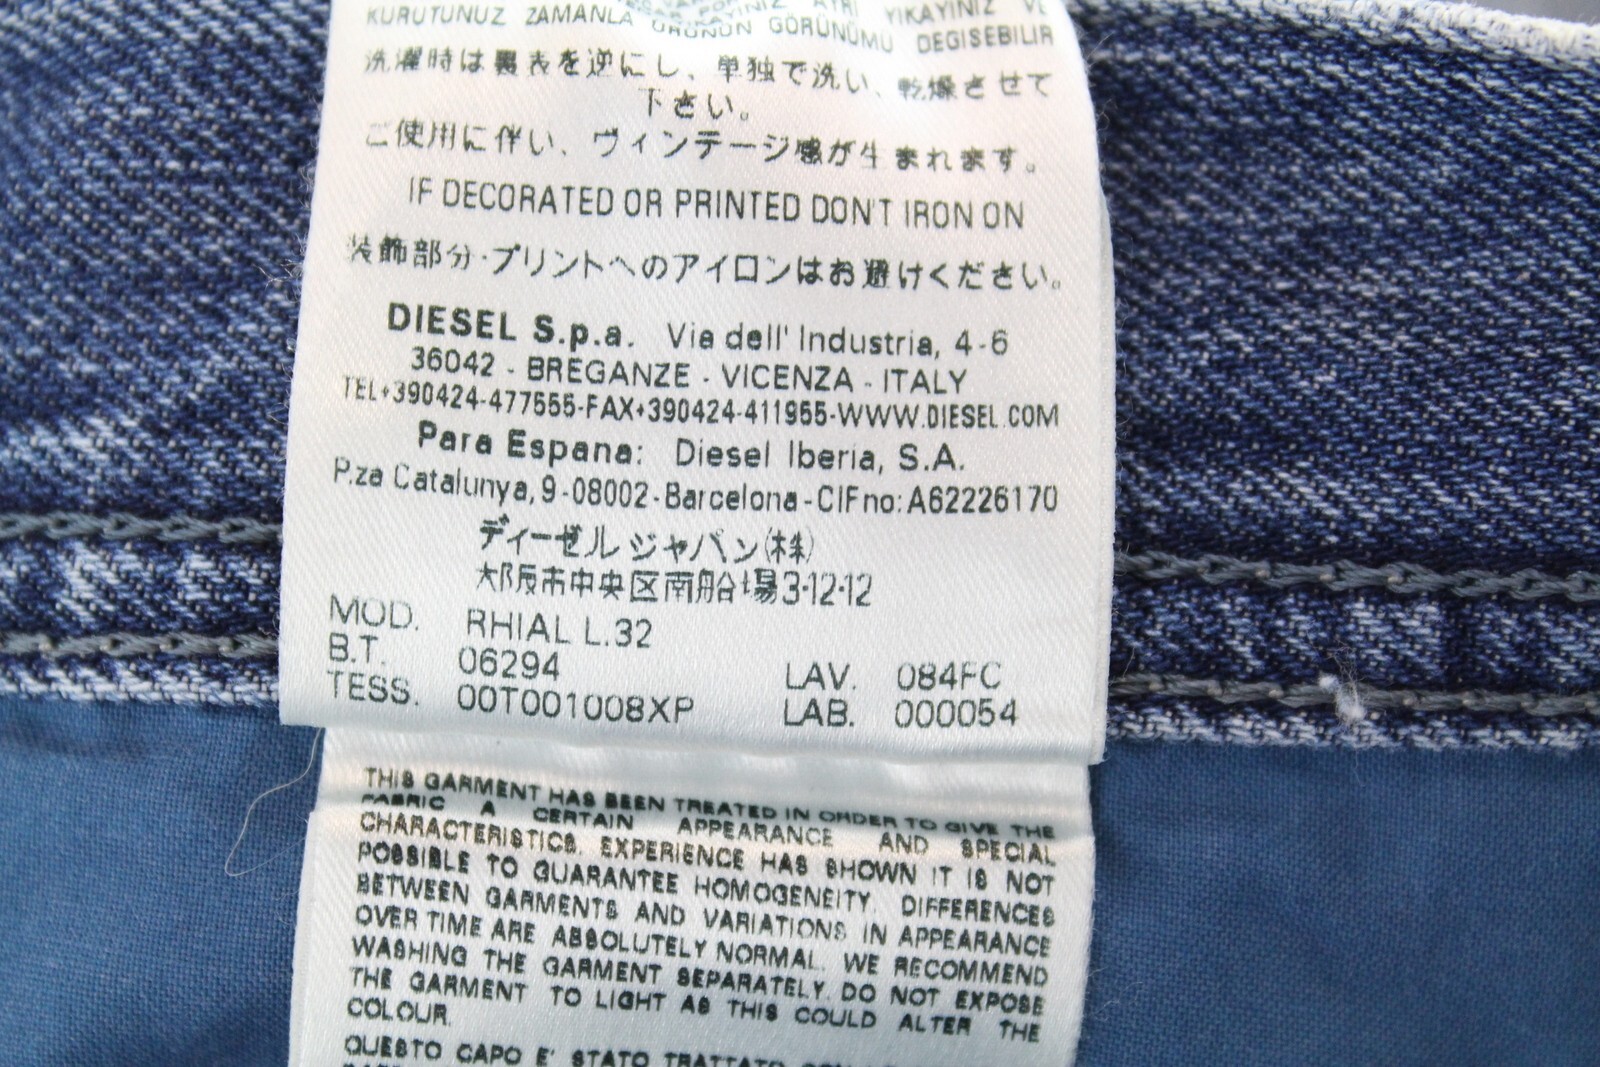 KAYINIZ AYRI YIKAYINIZ VE
KURUTUNUZ ZAMANLA ÜRÜNÜN GÖRÜNÜMÜ DEGISEBILIR
洗濯時は裏表を逆にし、単独で洗い、乾燥させて
下さい。
ご使用に伴い、ヴィンテージ感が生まれます。
IF DECORATED OR PRINTED DON'T IRON ON
装飾部分・プリントへのアイロンはお避けください。
DIESEL S.p.a. Via dell' Industria, 4-6
36042 - BREGANZE - VICENZA - ITALY
TEL+390424-477555-FAX+390424-411955-WWW.DIESEL.COM
Para Espana: Diesel Iberia, S.A.
P.za Catalunya, 9-08002-Barcelona-CIF no: A62226170
ディーゼル ジャパン(株)
大阪市中央区南船場3-12-12
MOD. RHIAL L.32
B.T. 06294 LAV. 084FC
TESS. 00T001008XP LAB. 000054
THIS GARMENT HAS BEEN TREATED IN ORDER TO GIVE THE
FABRIC A CERTAIN APPEARANCE AND SPECIAL
CHARACTERISTICS. EXPERIENCE HAS SHOWN IT IS NOT
POSSIBLE TO GUARANTEE HOMOGENEITY. DIFFERENCES
BETWEEN GARMENTS AND VARIATIONS IN APPEARANCE
OVER TIME ARE ABSOLUTELY NORMAL. WE RECOMMEND
WASHING THE GARMENT SEPARATELY. DO NOT EXPOSE
THE GARMENT TO LIGHT AS THIS COULD ALTER THE
COLOUR.
QUESTO CAPO E' STATO TRATTATO